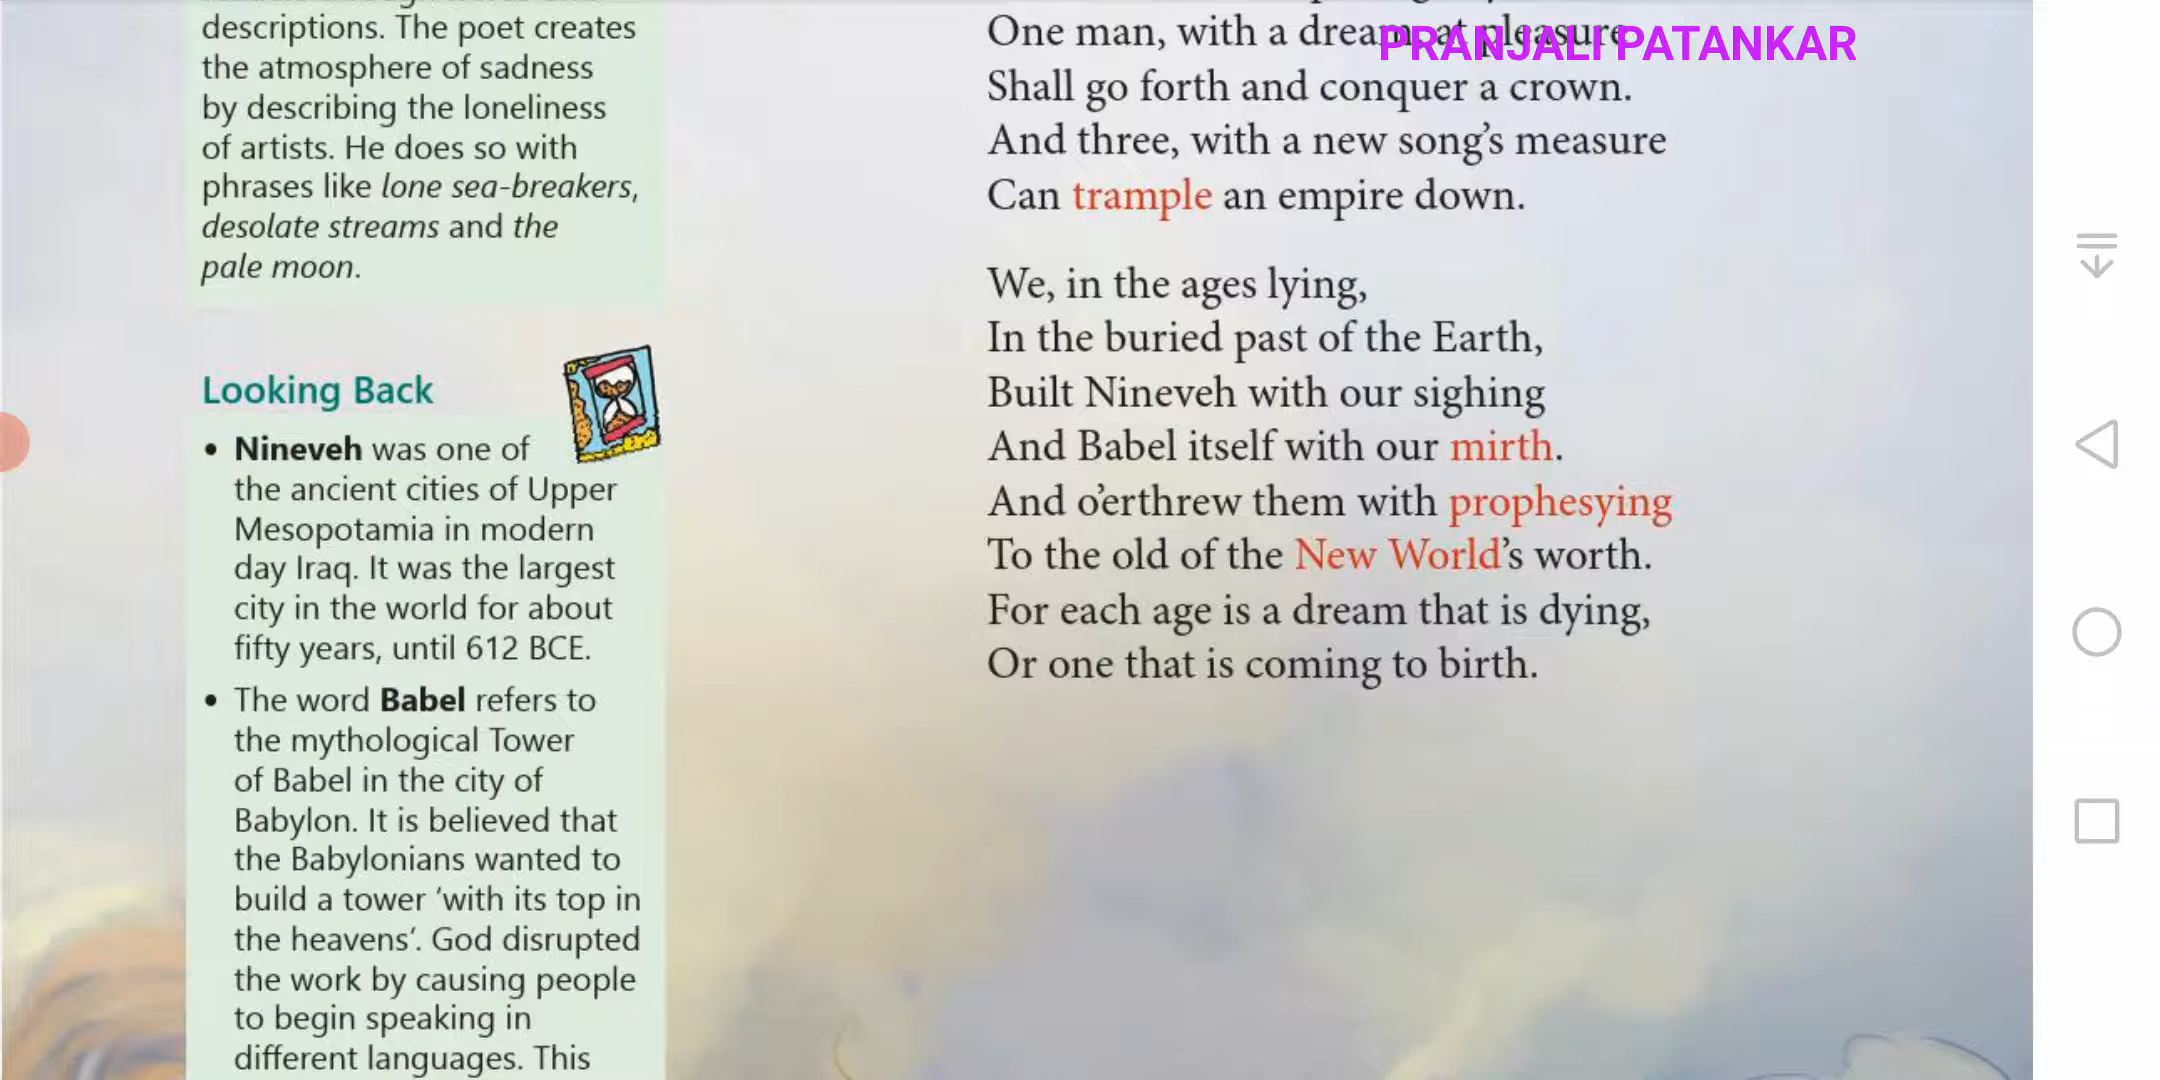 descriptions. The poet creates
the atmosphere of sadness
by describing the loneliness
of artists. He does so with
phrases like lone sea-breakers,
desolate streams and the
pale moon.
Looking Back
• Nineveh was one of
the ancient cities of Upper
Mesopotamia in modern
day Iraq. It was the largest
city in the world for about
fifty years, until 612 BCE.
• The word Babel refers to
the mythological Tower
of Babel in the city of
Babylon. It is believed that
the Babylonians wanted to
build a tower ‘with its top in
the heavens‘. God disrupted
the work by causing people
to begin speaking in
different languages. This
PRANJALI PATANKAR
One man, with a dream at pleasure
Shall go forth and conquer a crown.
And three, with a new song’s measure
Can trample an empire down.
We, in the ages lying,
In the buried past of the Earth,
Built Nineveh with our sighing
And Babel itself with our mirth.
And o’erthrew them with prophesying
To the old of the New World’s worth.
For each age is a dream that is dying,
Or one that is coming to birth.